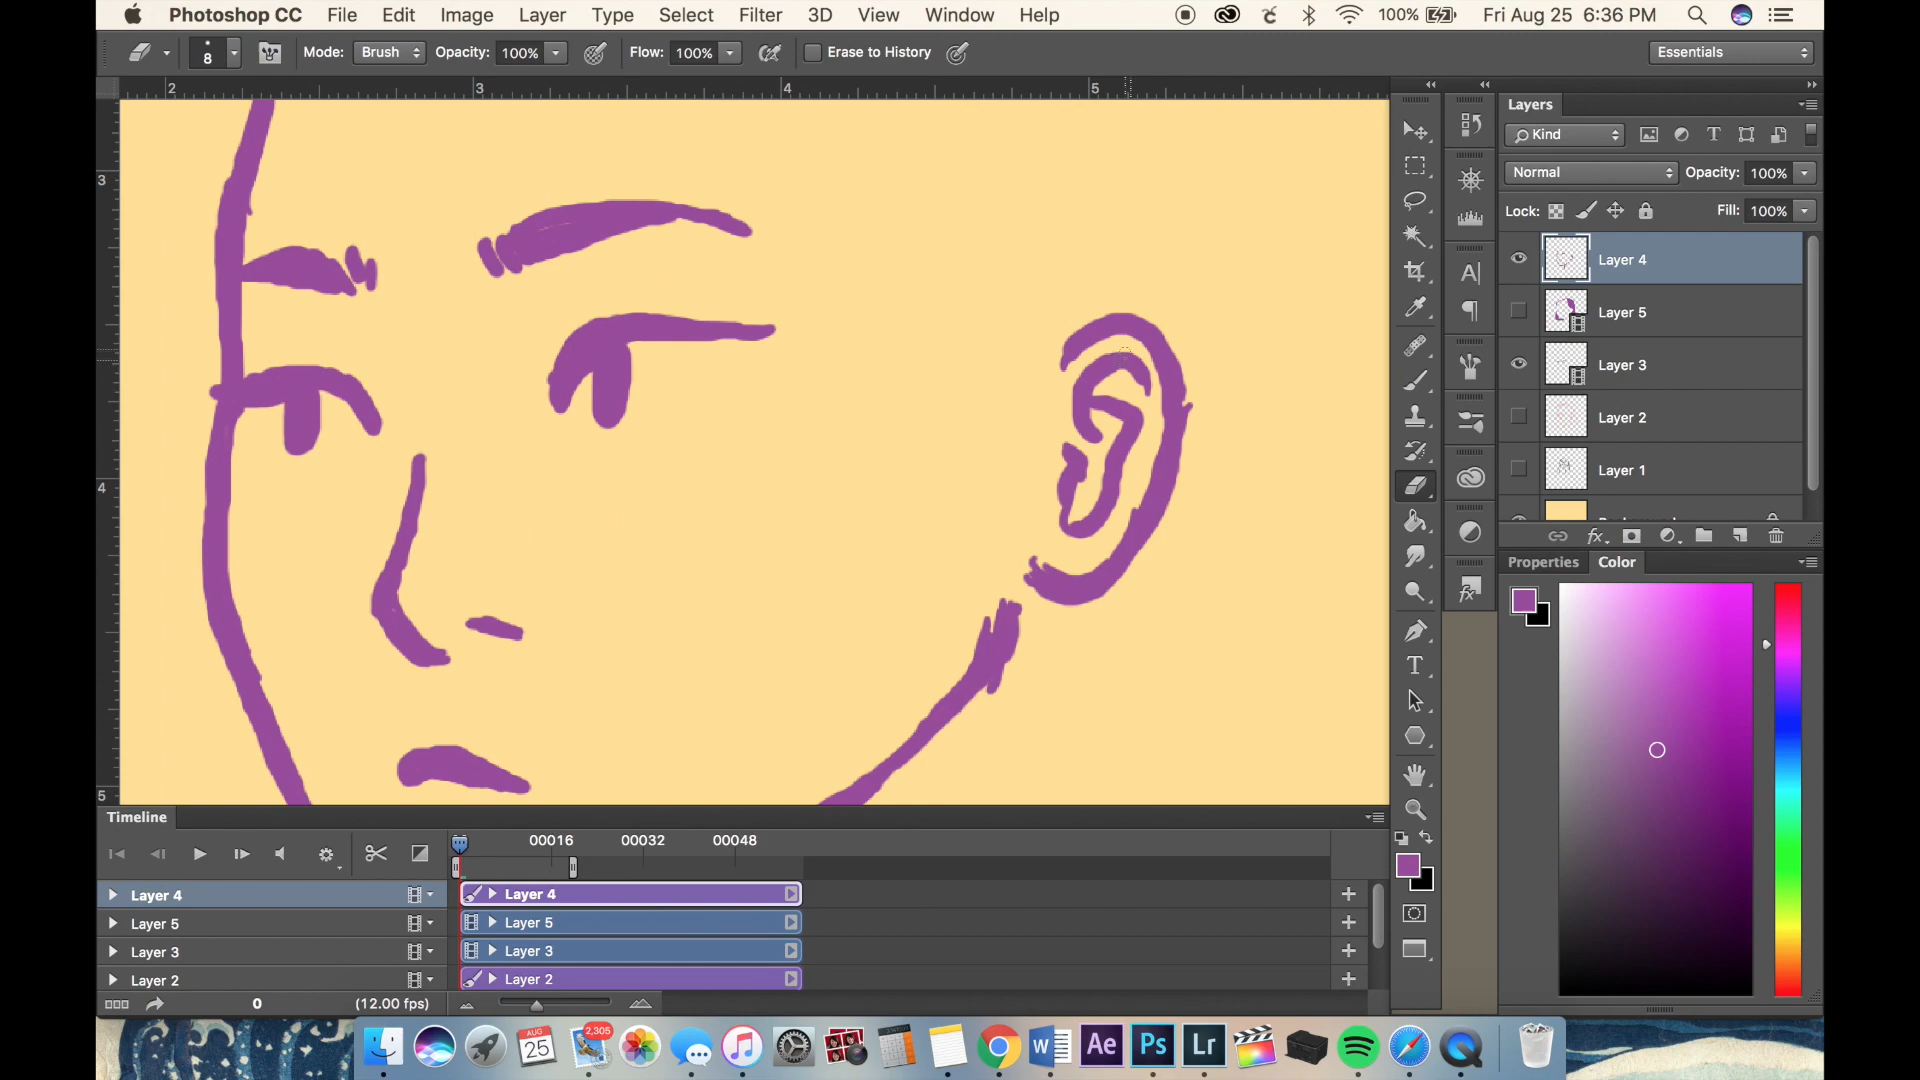 Photoshop CC File Edit Image Layer Type Select Filter 3D View Window Help 100% Fri Aug 25 6:36 PM
8 Mode: Brush Opacity: 100% Flow: 100% Erase to History Essentials
2 3 4 5
Layers
Kind
Normal Opacity: 100%
Lock: Fill: 100%
3
Layer 4
Layer 5
Layer 3
Layer 2
Layer 1
4
fx
Properties Color
5
Timeline
00016 00032 00048
Layer 4 Layer 4
Layer 5 Layer 5
Layer 3 Layer 3
Layer 2 Layer 2
0 (12.00 fps)
AUG 25 2,305 W Ae Ps Lr